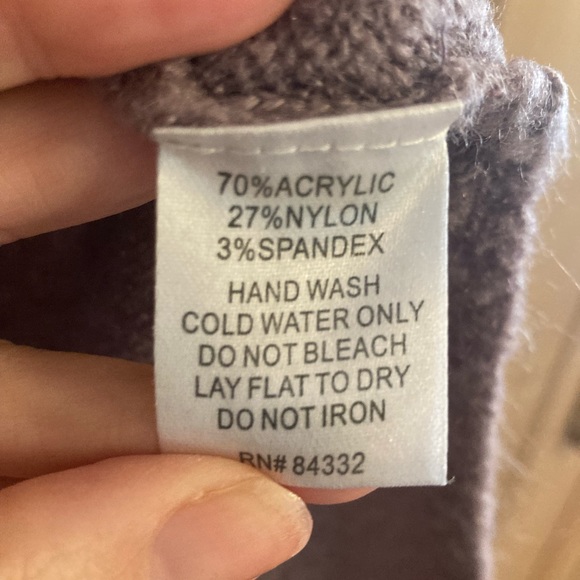 70%ACRYLIC
27%NYLON
3%SPANDEX
HAND WASH
COLD WATER ONLY
DO NOT BLEACH
LAY FLAT TO DRY
DO NOT IRON
RN# 84332